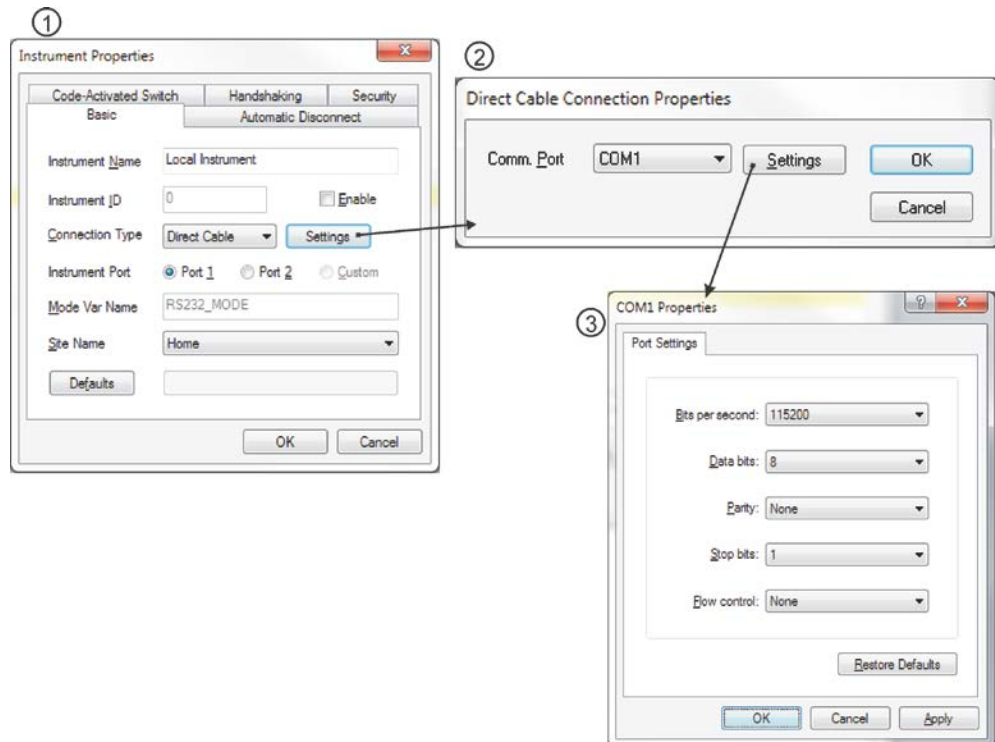 1
Instrument Properties
Code-Activated Switch Handshaking Security
Basic Automatic Disconnect
Instrument Name Local Instrument
Instrument ID 0 Enable
Connection Type Direct Cable Settings
Instrument Port Port 1 Port 2 Custom
Mode Var Name RS232_MODE
Site Name Home
Defaults
OK Cancel
2
Direct Cable Connection Properties
Comm. Port COM1 Settings OK
Cancel
3
COM1 Properties
Port Settings
Bits per second: 115200
Data bits: 8
Parity: None
Stop bits: 1
Flow control: None
Restore Defaults
OK Cancel Apply